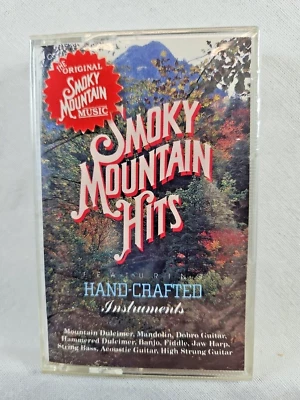 THE ORIGINAL
SMOKY
MOUNTAIN
MUSIC
SMOKY
MOUNTAIN
HITS
FEATURING
HAND-CRAFTED
Instruments
Mountain Dulcimer, Mandolin, Dobro Guitar,
Hammered Dulcimer, Banjo, Fiddle, Jaw Harp,
String Bass, Acoustic Guitar, High Strung Guitar